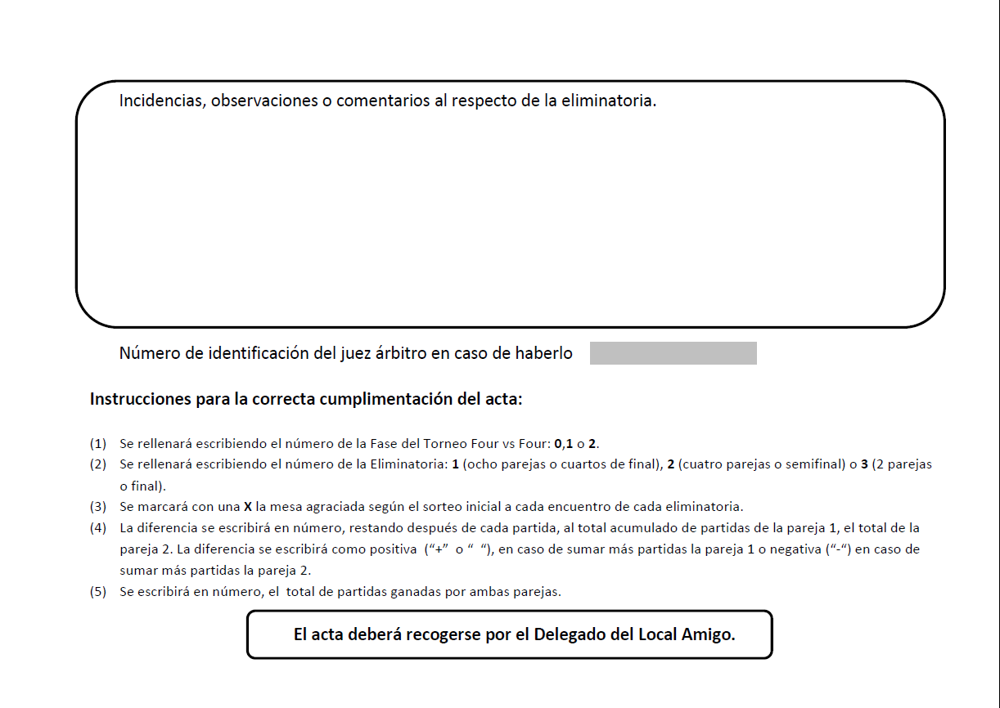 Incidencias, observaciones o comentarios al respecto de la eliminatoria.
Número de identificación del juez árbitro en caso de haberlo
Instrucciones para la correcta cumplimentación del acta:
(1) Se rellenará escribiendo el número de la Fase del Torneo Four vs Four: 0,1 o 2.
(2) Se rellenará escribiendo el número de la Eliminatoria: 1 (ocho parejas o cuartos de final), 2 (cuatro parejas o semifinal) o 3 (2 parejas
o final).
(3) Se marcará con una X la mesa agraciada según el sorteo inicial a cada encuentro de cada eliminatoria.
(4) La diferencia se escribirá en número, restando después de cada partida, al total acumulado de partidas de la pareja 1, el total de la
pareja 2. La diferencia se escribirá como positiva (“+” o “ “), en caso de sumar más partidas la pareja 1 o negativa (“-“) en caso de
sumar más partidas la pareja 2.
(5) Se escribirá en número, el total de partidas ganadas por ambas parejas.
El acta deberá recogerse por el Delegado del Local Amigo.